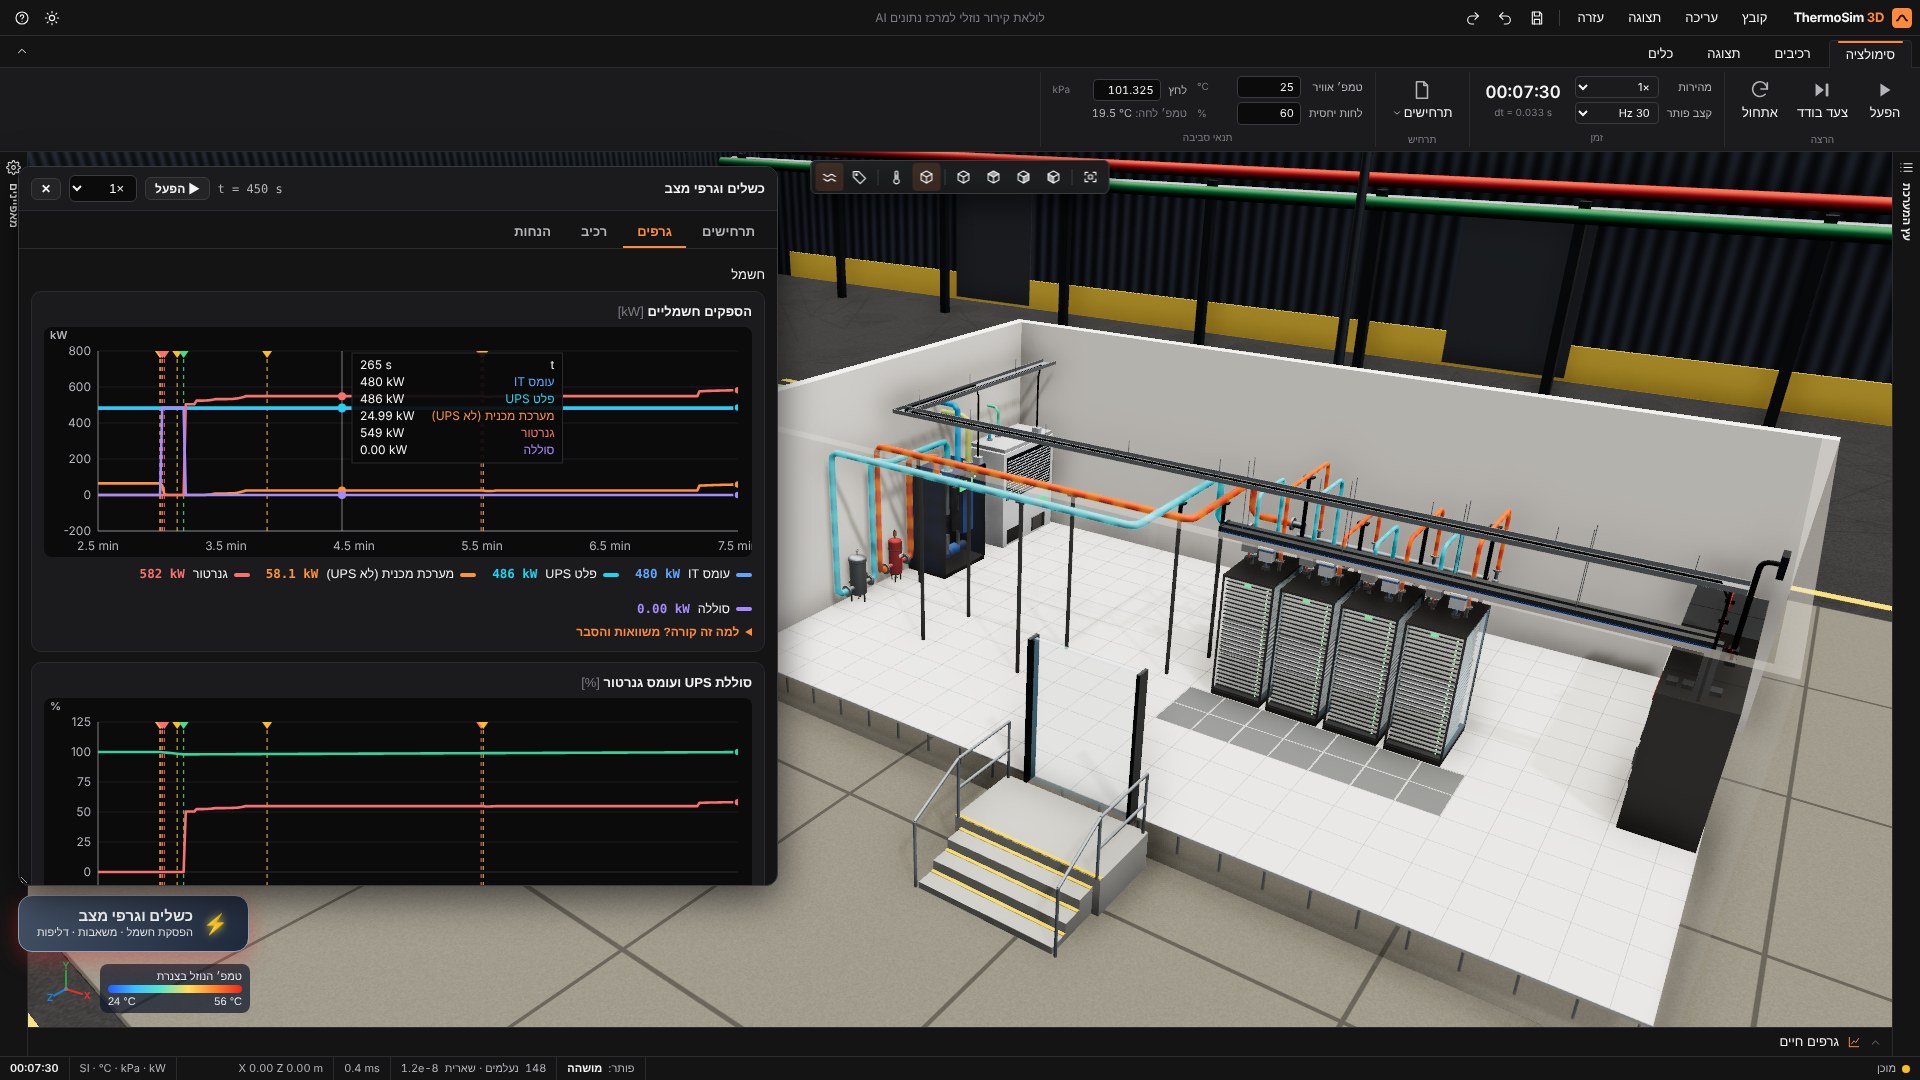 ThermoSim 3D
קובץ
עריכה
תצוגה
עזרה
לולאת קירור נוזלי למרכז נתונים AI
סימולציה
רכיבים
תצוגה
כלים
הפעל
צעד בודד
אתחול
הרצה
מהירות 1×
קצב פותר 30 Hz
00:07:30
dt = 0.033 s
זמן
תרחישים
תרחיש
טמפ׳ אוויר 25 °C
לחות יחסית 60 %
לחץ 101.325 kPa
טמפ׳ לחה: 19.5 °C
תנאי סביבה
עץ המערכת
מאפיינים
כשלים וגרפי מצב
t = 450 s
הפעל
1×
תרחישים
גרפים
רכיב
הנחות
חשמל
הספקים חשמליים [kW]
kW
800
600
400
200
0
-200
2.5 min
3.5 min
4.5 min
5.5 min
6.5 min
7.5 mi
t 265 s
עומס IT 480 kW
פלט UPS 486 kW
מערכת מכנית (לא UPS) 24.99 kW
גנרטור 549 kW
סוללה 0.00 kW
עומס IT 480 kW
פלט UPS 486 kW
מערכת מכנית (לא UPS) 58.1 kW
גנרטור 582 kW
סוללה 0.00 kW
למה זה קורה? משוואות והסבר
סוללת UPS ועומס גנרטור [%]
%
125
100
75
50
25
0
כשלים וגרפי מצב
הפסקת חשמל · משאבות · דליפות
טמפ׳ הנוזל בצנרת
24 °C
56 °C
Y
Z
X
גרפים חיים
מוכן
פותר: מושהה
148 נעלמים · שארית 1.2e-8
0.4 ms
X 0.00 Z 0.00 m
SI · °C · kPa · kW
00:07:30